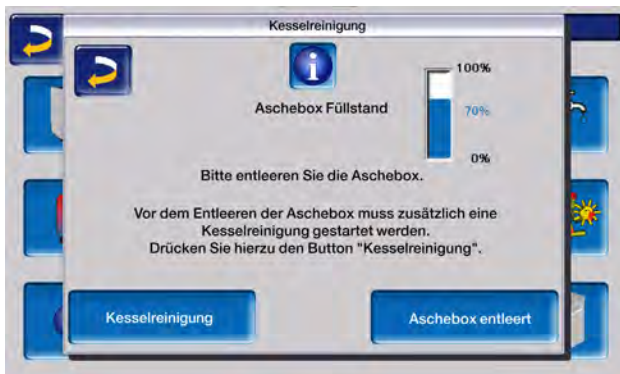 Kesselreinigung
100%
Aschebox Füllstand
70%
0%
Bitte entleeren Sie die Aschebox.
Vor dem Entleeren der Aschebox muss zusätzlich eine
Kesselreinigung gestartet werden.
Drücken Sie hierzu den Button "Kesselreinigung".
Kesselreinigung
Aschebox entleert